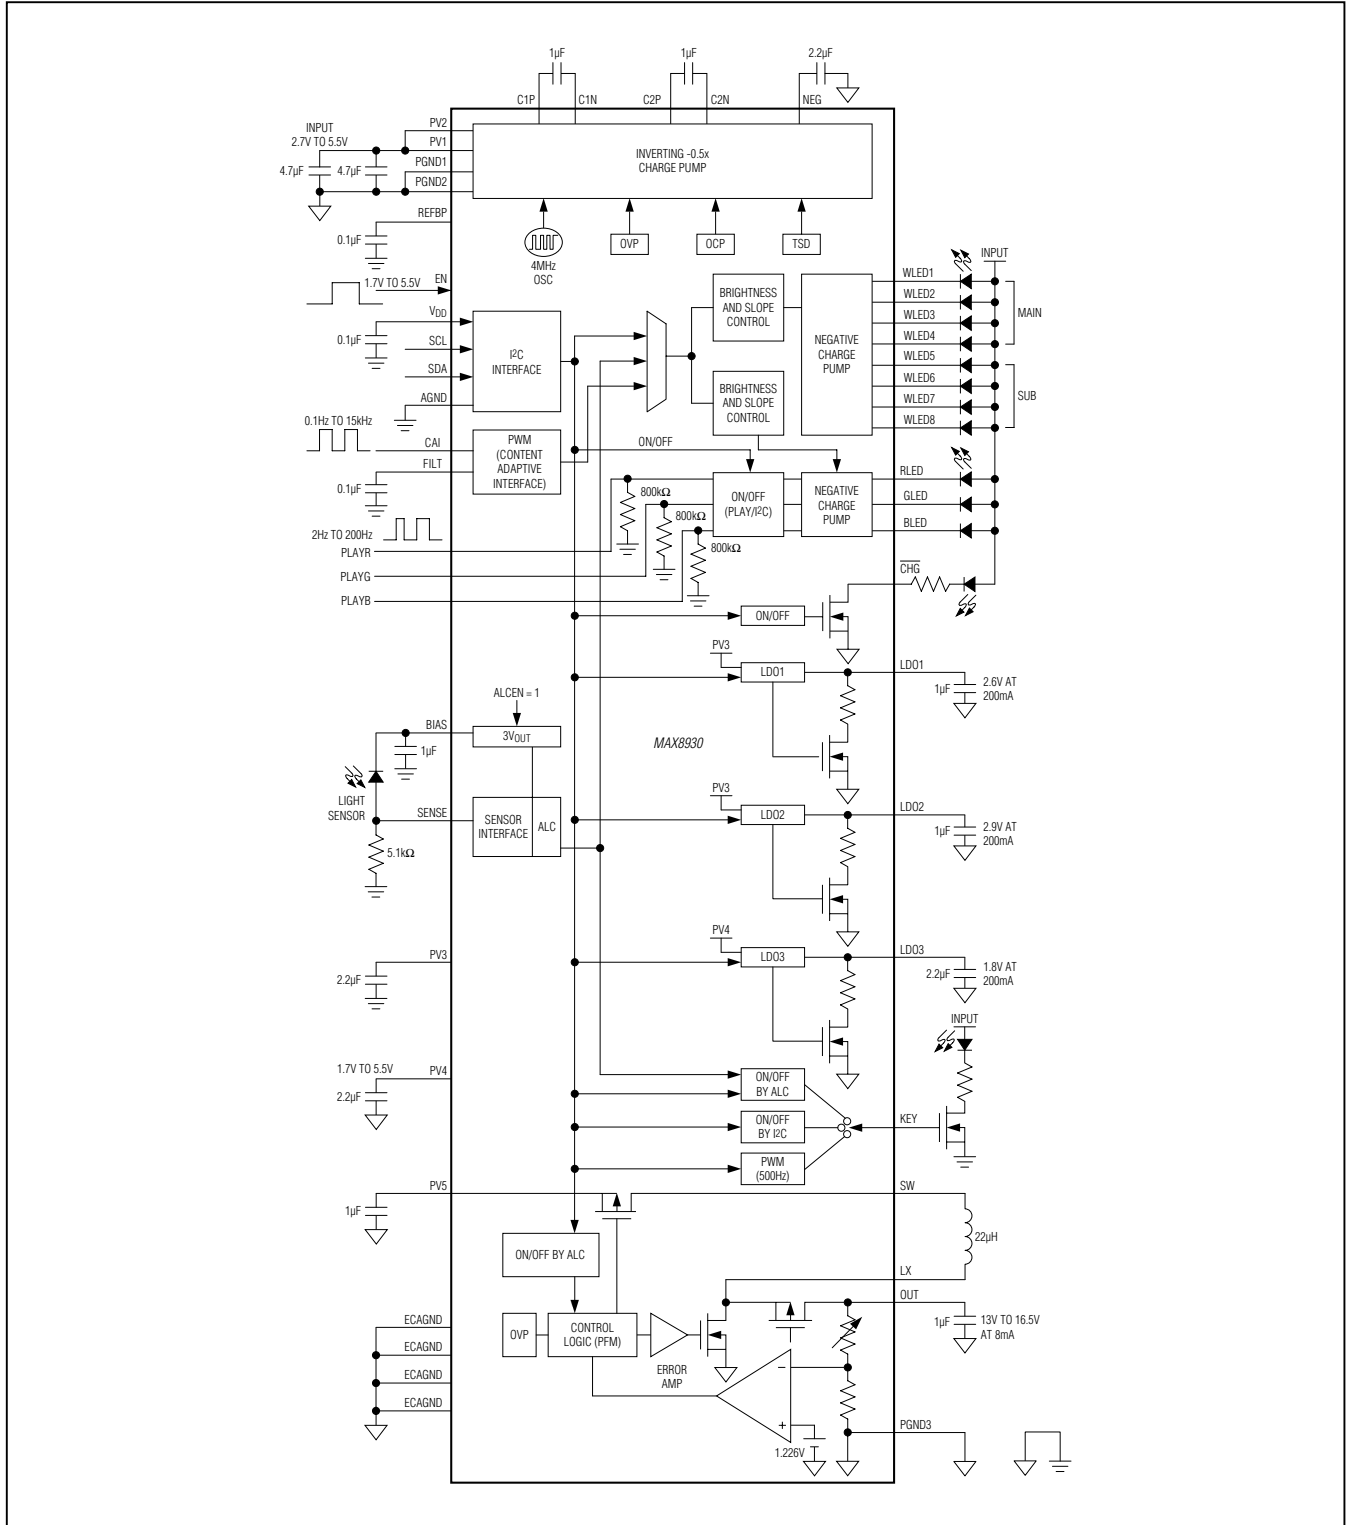 1µF
1µF
2.2µF
C1P
C1N
C2P
C2N
NEG
INPUT
2.7V TO 5.5V
PV2
PV1
PGND1
PGND2
4.7µF
4.7µF
INVERTING -0.5x
CHARGE PUMP
REFBP
0.1µF
4MHz
OSC
OVP
OCP
TSD
1.7V TO 5.5V
EN
VDD
0.1µF
SCL
SDA
AGND
I²C
INTERFACE
BRIGHTNESS
AND SLOPE
CONTROL
BRIGHTNESS
AND SLOPE
CONTROL
NEGATIVE
CHARGE
PUMP
INPUT
WLED1
WLED2
WLED3
WLED4
WLED5
WLED6
WLED7
WLED8
MAIN
SUB
0.1Hz TO 15kHz
CAI
FILT
0.1µF
PWM
(CONTENT
ADAPTIVE
INTERFACE)
ON/OFF
2Hz TO 200Hz
PLAYR
PLAYG
PLAYB
800kΩ
800kΩ
800kΩ
ON/OFF
(PLAY/I²C)
NEGATIVE
CHARGE
PUMP
RLED
GLED
BLED
CHG
ON/OFF
PV3
LDO1
LDO1
1µF
2.6V AT
200mA
ALCEN = 1
BIAS
1µF
3VOUT
MAX8930
LIGHT
SENSOR
SENSE
5.1kΩ
SENSOR
INTERFACE
ALC
PV3
LDO2
LDO2
1µF
2.9V AT
200mA
PV4
LDO3
LDO3
2.2µF
1.8V AT
200mA
PV3
2.2µF
INPUT
1.7V TO 5.5V
PV4
2.2µF
ON/OFF
BY ALC
ON/OFF
BY I²C
PWM
(500Hz)
KEY
PV5
1µF
SW
22µH
LX
ON/OFF BY ALC
OVP
CONTROL
LOGIC (PFM)
ERROR
AMP
OUT
1µF
13V TO 16.5V
AT 8mA
ECAGND
ECAGND
ECAGND
ECAGND
−
+
1.226V
PGND3